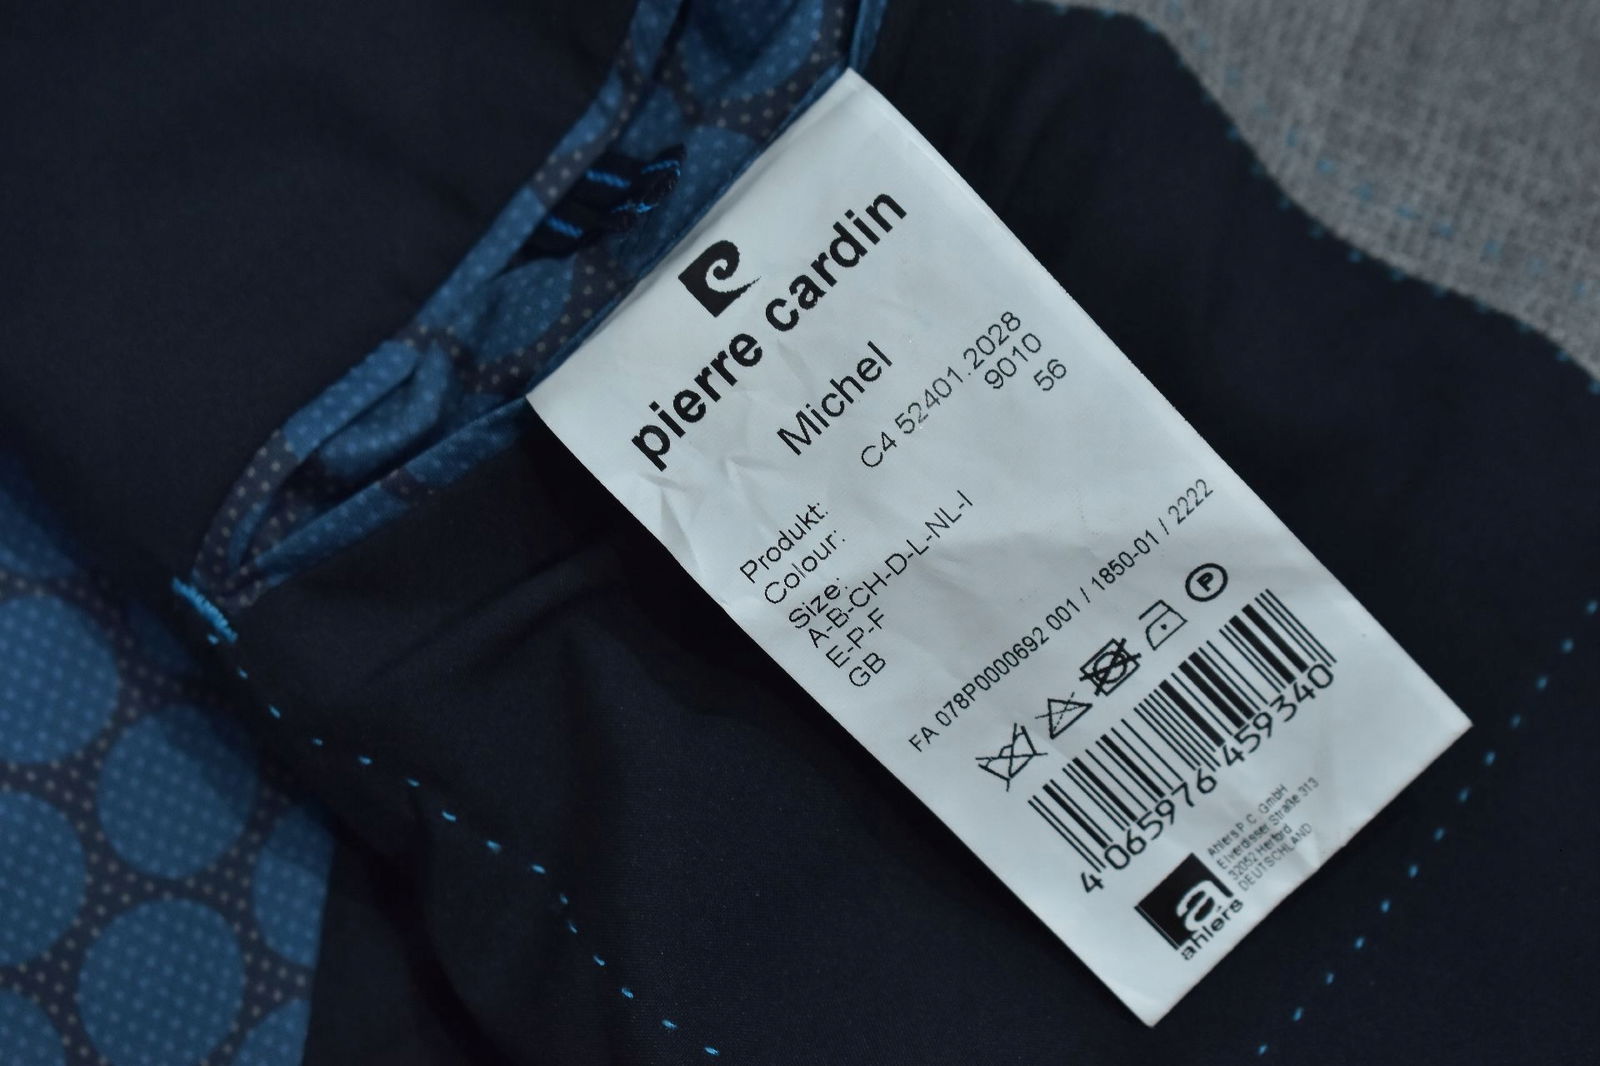 pierre cardin
Michel
Produkt: C4 52401.2028
Colour: 9010
Size: 56
A-B-CH-D-L-NL-I
E-P-F
GB
FA 078P0000692 001 / 1850-01 / 2222
P
4 065976 459340
a
ahlers
Ahlers P.C. GmbH
Elverdisser Straße 313
32052 Herford
DEUTSCHLAND